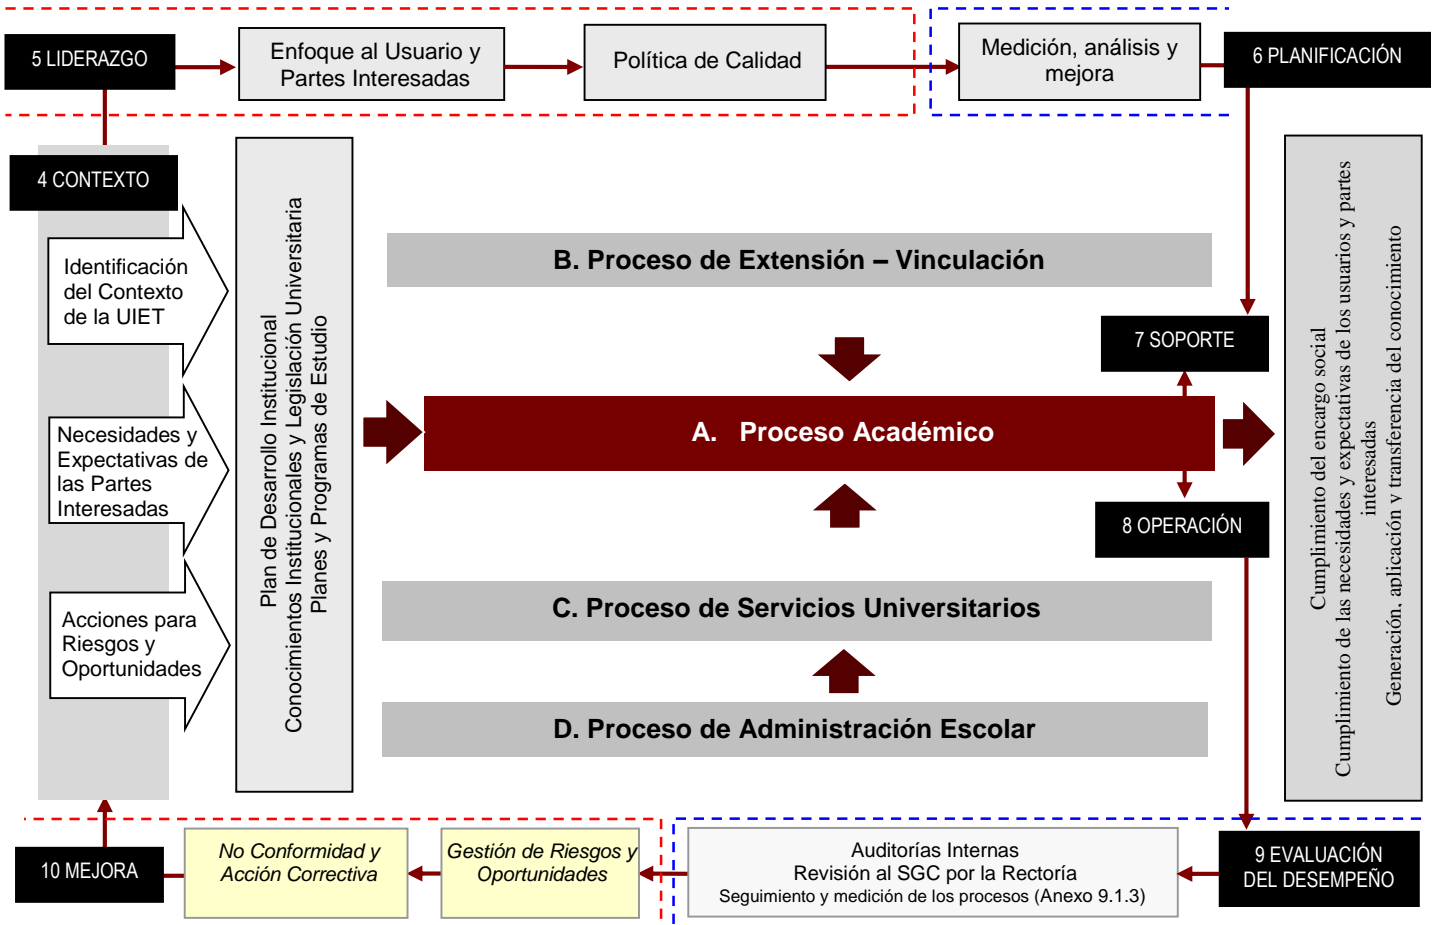 5 LIDERAZGO
Enfoque al Usuario y
Partes Interesadas
Política de Calidad
Medición, análisis y
mejora
6 PLANIFICACIÓN
4 CONTEXTO
Identificación
del Contexto
de la UIET
Necesidades y
Expectativas de
las Partes
Interesadas
Acciones para
Riesgos y
Oportunidades
Plan de Desarrollo Institucional
Conocimientos Institucionales y Legislación Universitaria
Planes y Programas de Estudio
B. Proceso de Extensión – Vinculación
7 SOPORTE
A. Proceso Académico
8 OPERACIÓN
C. Proceso de Servicios Universitarios
D. Proceso de Administración Escolar
Cumplimiento del encargo social
Cumplimiento de las necesidades y expectativas de los usuarios y partes
interesadas
Generación, aplicación y transferencia del conocimiento
10 MEJORA
No Conformidad y
Acción Correctiva
Gestión de Riesgos y
Oportunidades
Auditorías Internas
Revisión al SGC por la Rectoría
Seguimiento y medición de los procesos (Anexo 9.1.3)
9 EVALUACIÓN
DEL DESEMPEÑO